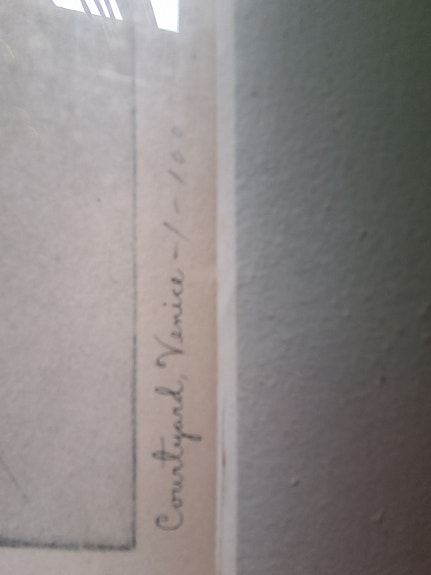 Courtyard, Venice - 1 - 100